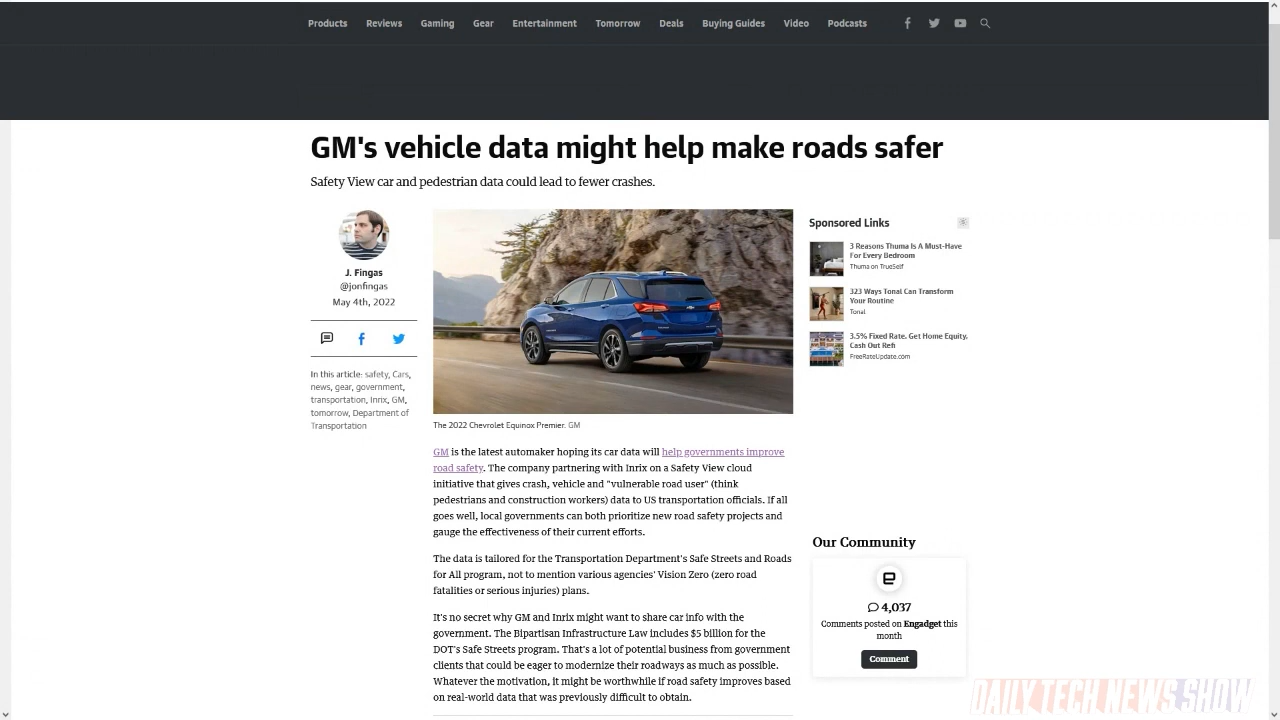 Products Reviews Gaming Gear Entertainment Tomorrow Deals Buying Guides Video Podcasts
GM's vehicle data might help make roads safer
Safety View car and pedestrian data could lead to fewer crashes.
J. Fingas
@jonfingas
May 4th, 2022
In this article: safety, Cars,
news, gear, government,
transportation, Inrix, GM,
tomorrow, Department of
Transportation
The 2022 Chevrolet Equinox Premier. GM
GM is the latest automaker hoping its car data will help governments improve
road safety. The company partnering with Inrix on a Safety View cloud
initiative that gives crash, vehicle and "vulnerable road user" (think
pedestrians and construction workers) data to US transportation officials. If all
goes well, local governments can both prioritize new road safety projects and
gauge the effectiveness of their current efforts.
The data is tailored for the Transportation Department's Safe Streets and Roads
for All program, not to mention various agencies' Vision Zero (zero road
fatalities or serious injuries) plans.
It's no secret why GM and Inrix might want to share car info with the
government. The Bipartisan Infrastructure Law includes $5 billion for the
DOT's Safe Streets program. That's a lot of potential business from government
clients that could be eager to modernize their roadways as much as possible.
Whatever the motivation, it might be worthwhile if road safety improves based
on real-world data that was previously difficult to obtain.
Sponsored Links
3 Reasons Thuma Is A Must-Have
For Every Bedroom
Thuma on TrueSelf
323 Ways Tonal Can Transform
Your Routine
Tonal
3.5% Fixed Rate. Get Home Equity,
Cash Out Refi
FreeRateUpdate.com
Our Community
4,037
Comments posted on Engadget this
month
Comment
DAILY TECH NEWS SHOW